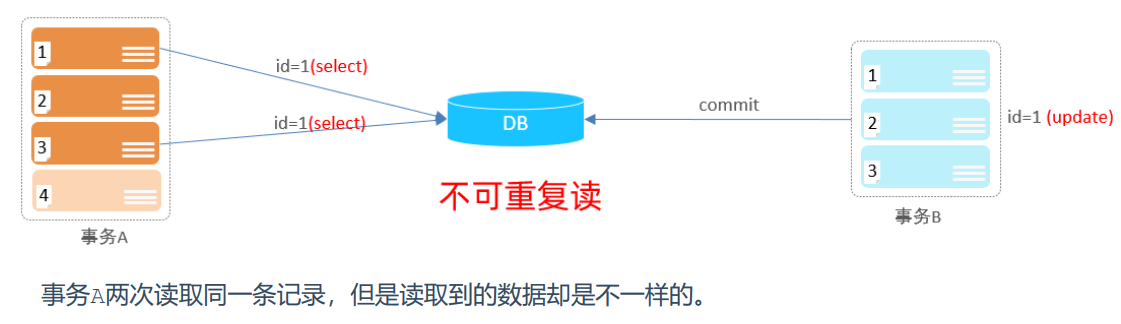 1
2
3
4
事务A
id=1(select)
id=1(select)
DB
不可重复读
commit
1
2
3
id=1 (update)
事务B
事务A两次读取同一条记录，但是读取到的数据却是不一样的。